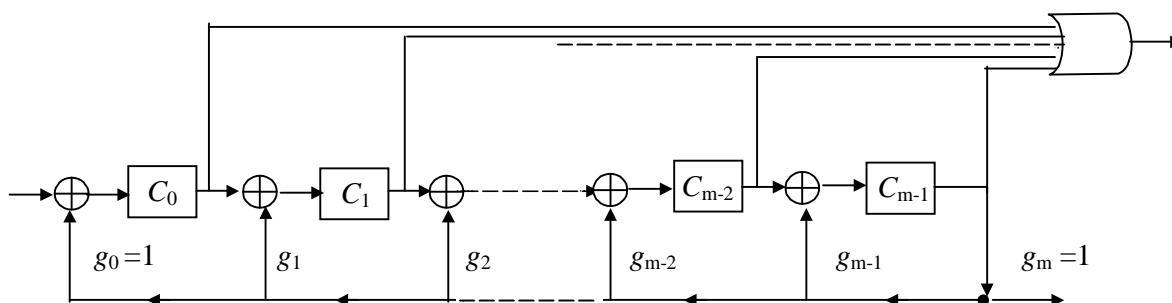 C₀ C₁ Cₘ₋₂ Cₘ₋₁
g₀ =1 g₁ g₂ gₘ₋₂ gₘ₋₁ gₘ =1